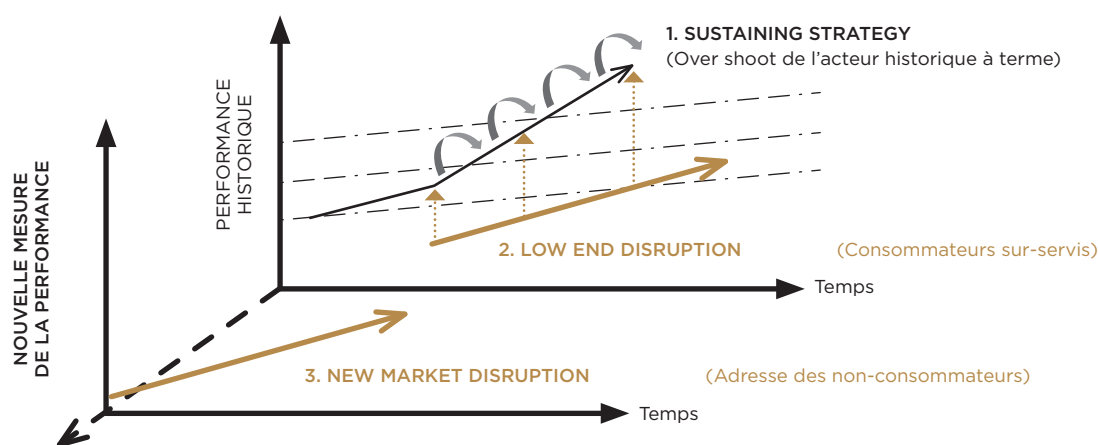 1. SUSTAINING STRATEGY
(Over shoot de l'acteur historique à terme)
PERFORMANCE
HISTORIQUE
NOUVELLE MESURE
DE LA PERFORMANCE
2. LOW END DISRUPTION (Consommateurs sur-servis)
Temps
3. NEW MARKET DISRUPTION (Adresse des non-consommateurs)
Temps